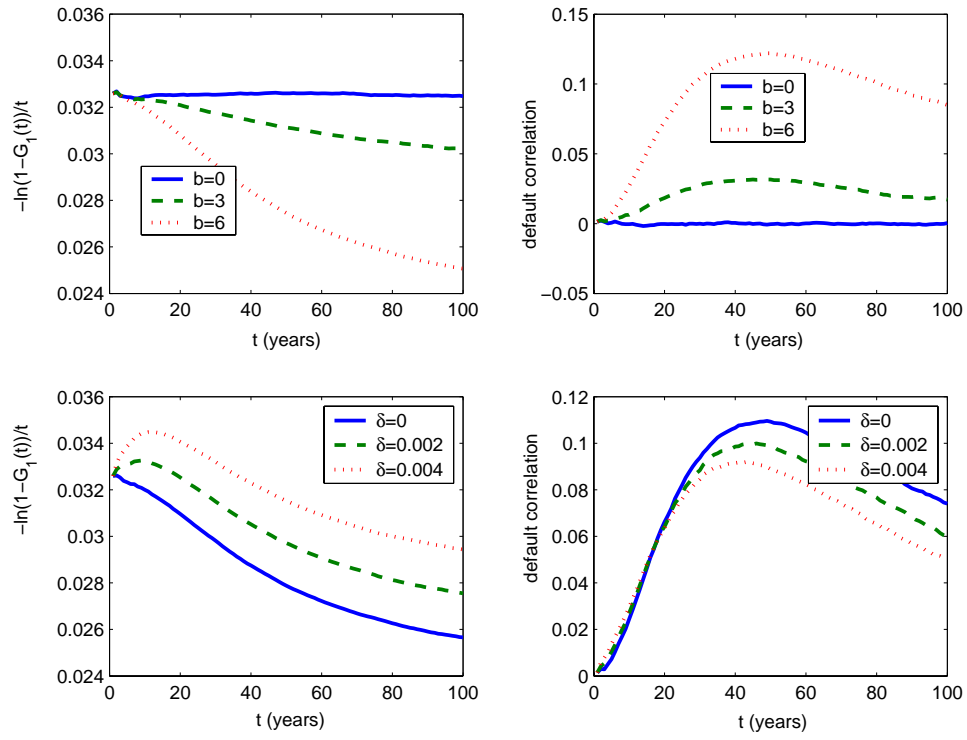 0.036
0.034
0.032
0.03
0.028
0.026
0.024
−ln(1−G₁(t))/t
b=0
b=3
b=6
0
20
40
60
80
100
t (years)
0.15
0.1
0.05
0
−0.05
default correlation
b=0
b=3
b=6
0
20
40
60
80
100
t (years)
0.036
0.034
0.032
0.03
0.028
0.026
0.024
−ln(1−G₁(t))/t
δ=0
δ=0.002
δ=0.004
0
20
40
60
80
100
t (years)
0.12
0.1
0.08
0.06
0.04
0.02
0
default correlation
δ=0
δ=0.002
δ=0.004
0
20
40
60
80
100
t (years)